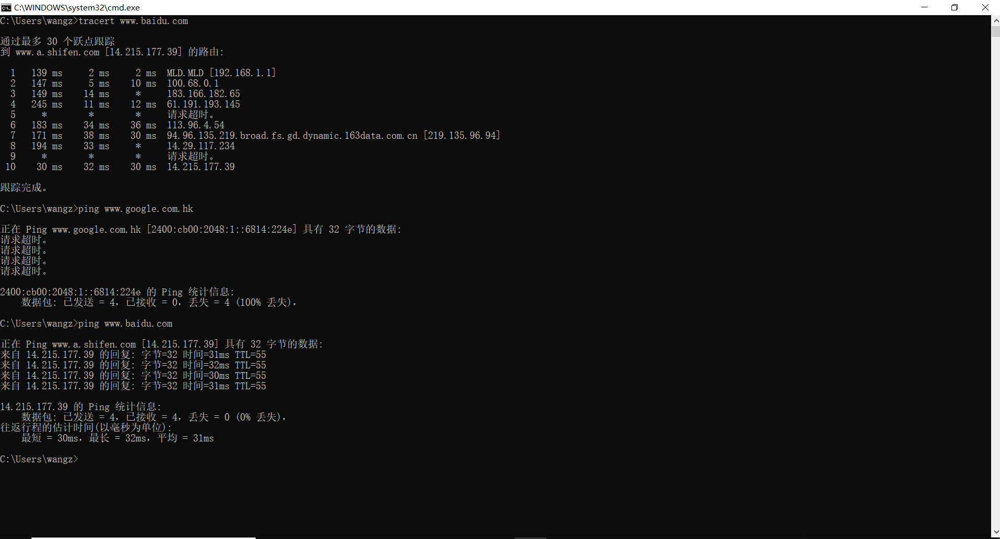 C:\WINDOWS\system32\cmd.exe
C:\Users\wangz>tracert www.baidu.com
通过最多 30 个跃点跟踪
到 www.a.shifen.com [14.215.177.39] 的路由:
1 139 ms 2 ms 2 ms MLD.MLD [192.168.1.1]
2 147 ms 5 ms 10 ms 100.68.0.1
3 149 ms 14 ms * 183.166.182.65
4 245 ms 11 ms 12 ms 61.191.193.145
5 * * * 请求超时。
6 183 ms 34 ms 36 ms 113.96.4.54
7 171 ms 38 ms 30 ms 94.96.135.219.broad.fs.gd.dynamic.163data.com.cn [219.135.96.94]
8 194 ms 33 ms * 14.29.117.234
9 * * * 请求超时。
10 30 ms 32 ms 30 ms 14.215.177.39
跟踪完成。
C:\Users\wangz>ping www.google.com.hk
正在 Ping www.google.com.hk [2400:cb00:2048:1::6814:224e] 具有 32 字节的数据:
请求超时。
请求超时。
请求超时。
请求超时。
2400:cb00:2048:1::6814:224e 的 Ping 统计信息:
数据包: 已发送 = 4，已接收 = 0，丢失 = 4 (100% 丢失)，
C:\Users\wangz>ping www.baidu.com
正在 Ping www.a.shifen.com [14.215.177.39] 具有 32 字节的数据:
来自 14.215.177.39 的回复: 字节=32 时间=31ms TTL=55
来自 14.215.177.39 的回复: 字节=32 时间=32ms TTL=55
来自 14.215.177.39 的回复: 字节=32 时间=30ms TTL=55
来自 14.215.177.39 的回复: 字节=32 时间=31ms TTL=55
14.215.177.39 的 Ping 统计信息:
数据包: 已发送 = 4，已接收 = 4，丢失 = 0 (0% 丢失)，
往返行程的估计时间(以毫秒为单位):
最短 = 30ms，最长 = 32ms，平均 = 31ms
C:\Users\wangz>